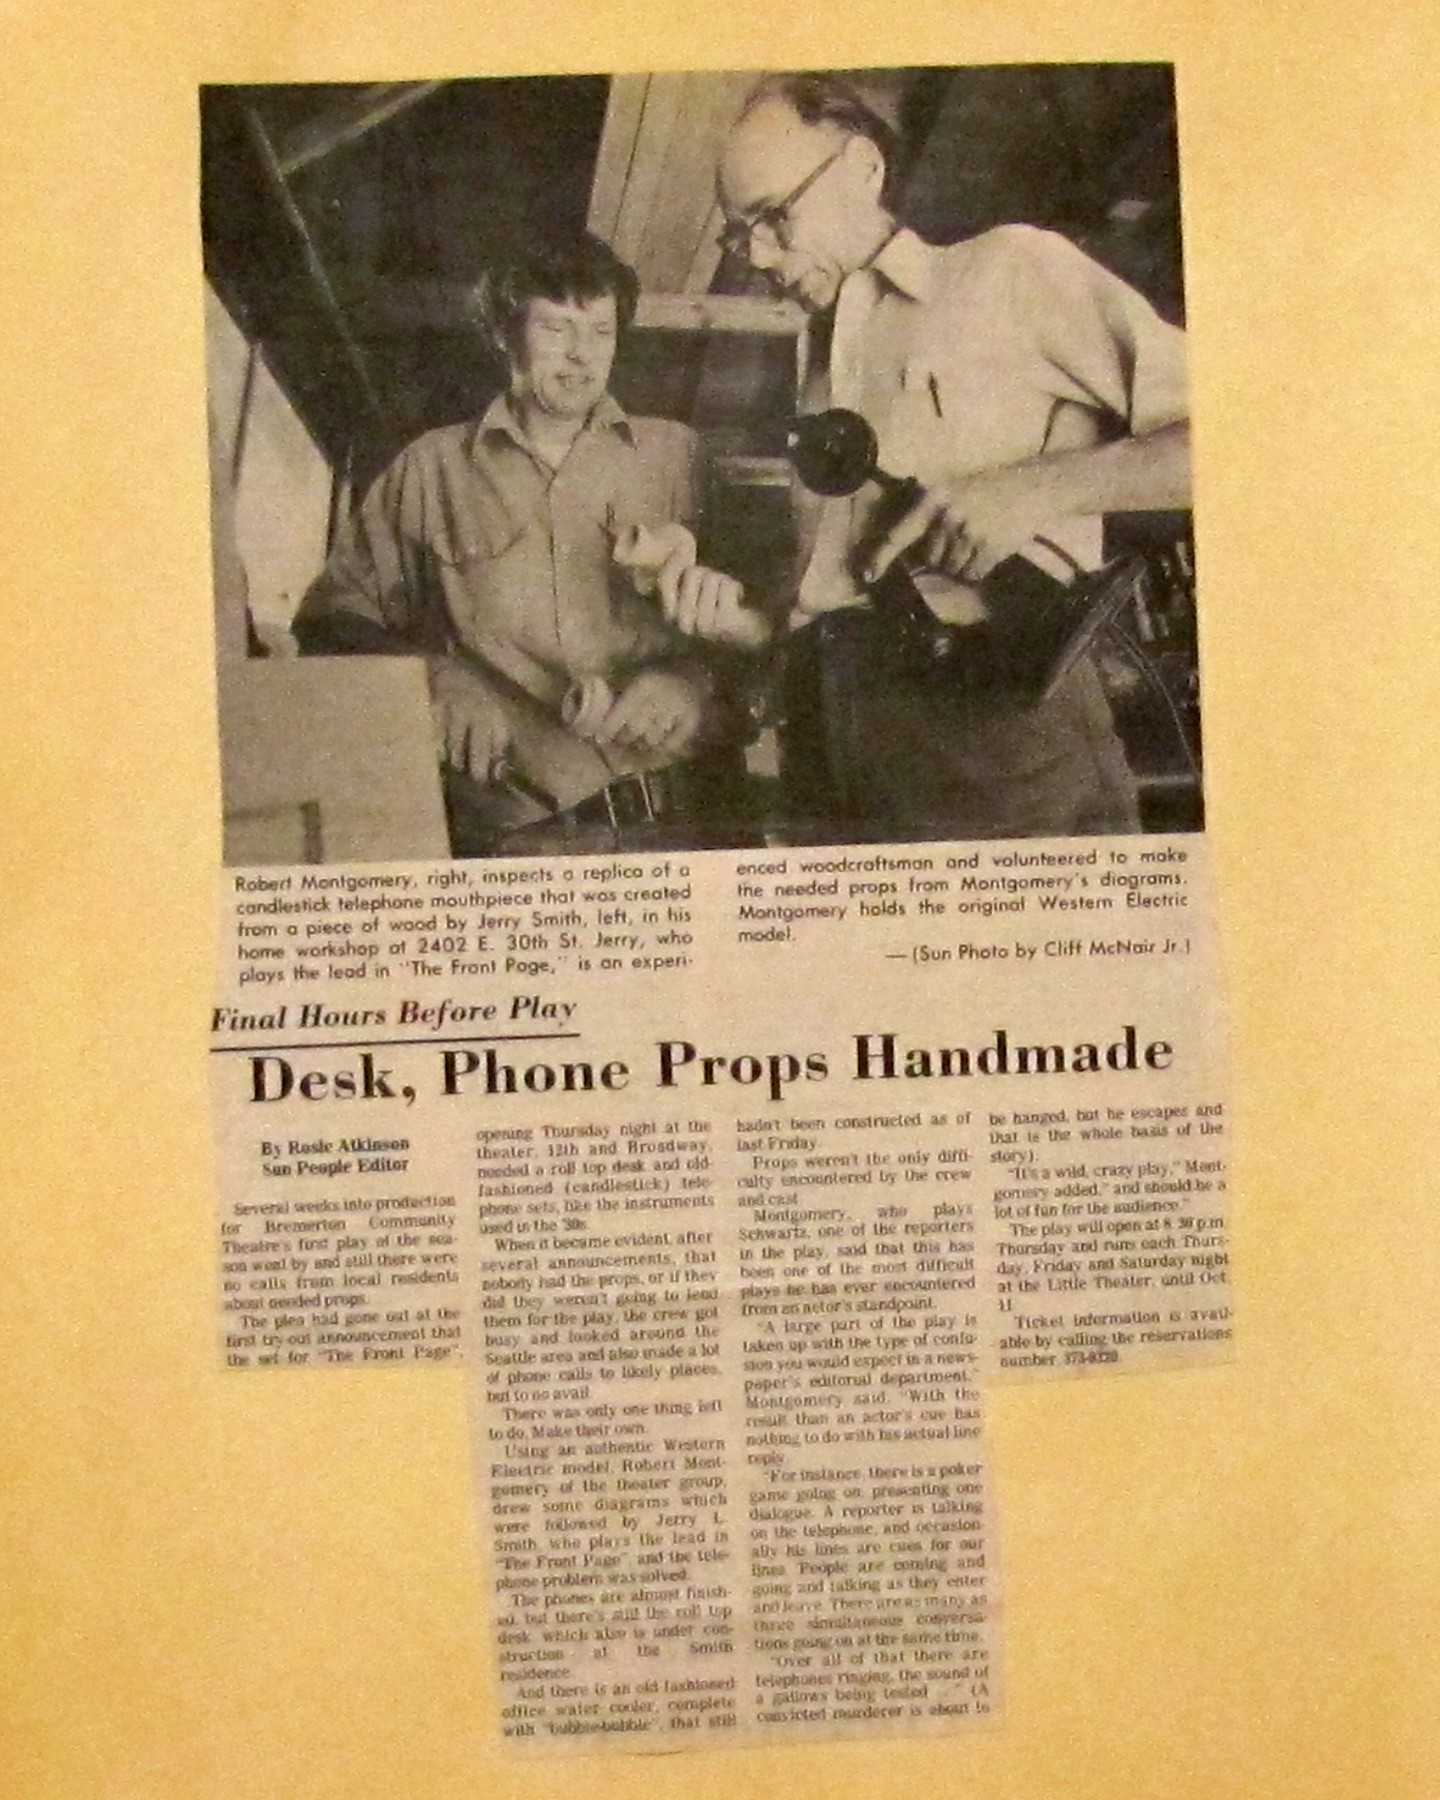 Robert Montgomery, right, inspects a replica of a
candlestick telephone mouthpiece that was created
from a piece of wood by Jerry Smith, left, in his
home workshop at 2402 E. 30th St. Jerry, who
plays the lead in "The Front Page," is an experi-
enced woodcraftsman and volunteered to make
the needed props from Montgomery's diagrams.
Montgomery holds the original Western Electric
model.
— (Sun Photo by Cliff McNair Jr.)
Final Hours Before Play
Desk, Phone Props Handmade
By Rosie Atkinson
Sun People Editor
Several weeks into production
for Bremerton Community
Theatre's first play of the sea-
son went by and still there were
no calls from local residents
about needed props.
The plea had gone out at the
first try-out announcement that
the set for "The Front Page",
opening Thursday night at the
theater, 12th and Broadway,
needed a roll top desk and old-
fashioned (candlestick) tele-
phone sets, like the instruments
used in the '30s.
When it became evident, after
several announcements, that
nobody had the props, or if they
did they weren't going to lend
them for the play, the crew got
busy and looked around the
Seattle area and also made a lot
of phone calls to likely places,
but to no avail.
There was only one thing left
to do. Make their own.
Using an authentic Western
Electric model, Robert Mont-
gomery of the theater group,
drew some diagrams which
were followed by Jerry L.
Smith, who plays the lead in
"The Front Page", and the tele-
phone problem was solved.
The phones are almost finish-
ed, but there's still the roll top
desk, which also is under con-
struction at the Smith
residence.
And there is an old fashioned
office water cooler, complete
with "bubble-bubble", that still
hadn't been constructed as of
last Friday.
Props weren't the only diffi-
culty encountered by the crew
and cast.
Montgomery, who plays
Schwartz, one of the reporters
in the play, said that this has
been one of the most difficult
plays he has ever encountered
from an actor's standpoint.
"A large part of the play is
taken up with the type of confu-
sion you would expect in a news-
paper's editorial department,"
Montgomery said. "With the
result than an actor's cue has
nothing to do with his actual line
reply.
"For instance, there is a poker
game going on, presenting one
dialogue. A reporter is talking
on the telephone, and occasion-
ally his lines are cues for our
lines. People are coming and
going and talking as they enter
and leave. There are as many as
three simultaneous conversa-
tions going on at the same time.
"Over all of that there are
telephones ringing, the sound of
a gallows being tested . . ." (A
convicted murderer is about to
be hanged, but he escapes and
that is the whole basis of the
story).
"It's a wild, crazy play," Mont-
gomery added," and should be a
lot of fun for the audience."
The play will open at 8:30 p.m.
Thursday and runs each Thurs-
day, Friday and Saturday night
at the Little Theater, until Oct.
11.
Ticket information is avail-
able by calling the reservations
number